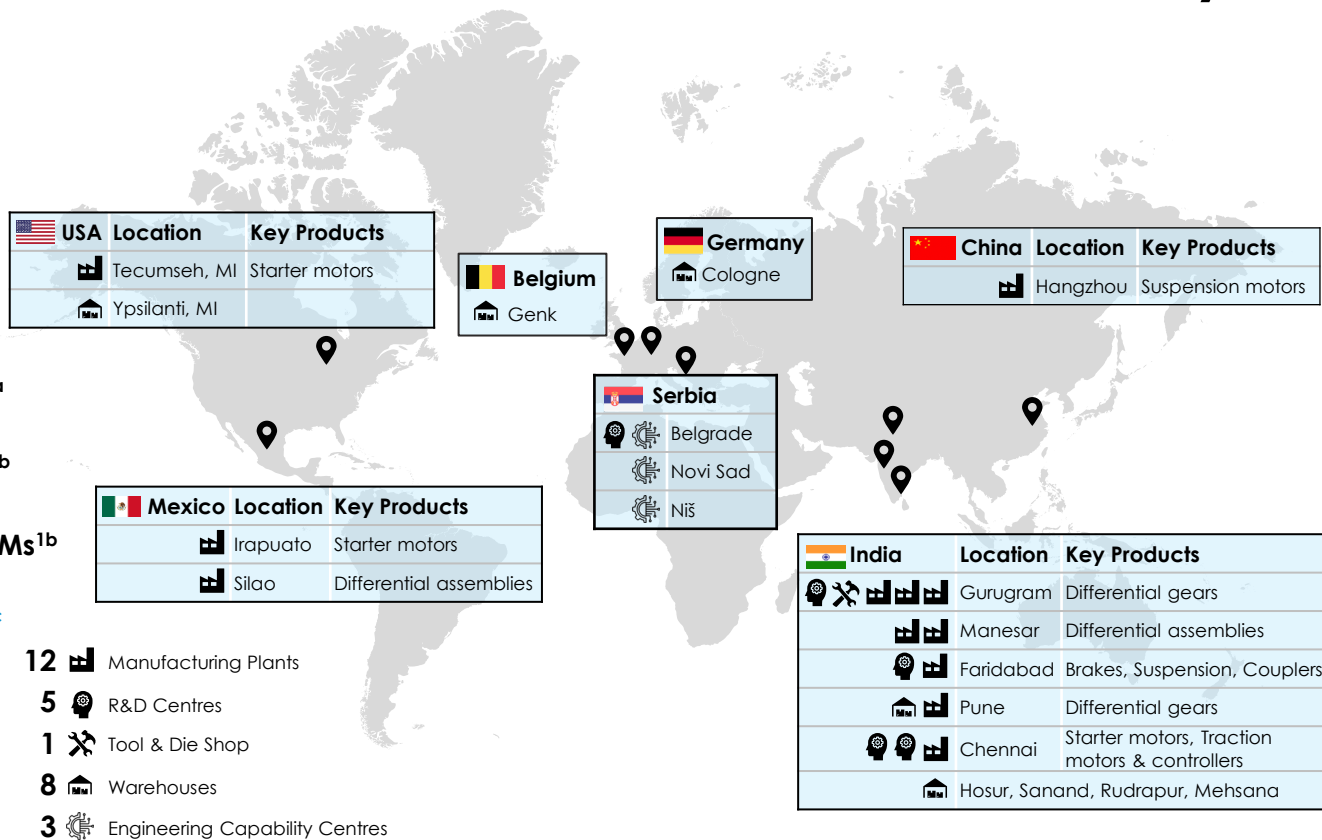 USA Location Key Products
Tecumseh, MI Starter motors
Ypsilanti, MI
Belgium
Genk
Germany
Cologne
China Location Key Products
Hangzhou Suspension motors
Serbia
Belgrade
Novi Sad
Niš
a
b
Ms1b
Mexico Location Key Products
Irapuato Starter motors
Silao Differential assemblies
India Location Key Products
Gurugram Differential gears
Manesar Differential assemblies
Faridabad Brakes, Suspension, Couplers
Pune Differential gears
Chennai Starter motors, Traction
motors & controllers
Hosur, Sanand, Rudrapur, Mehsana
12 Manufacturing Plants
5 R&D Centres
1 Tool & Die Shop
8 Warehouses
3 Engineering Capability Centres